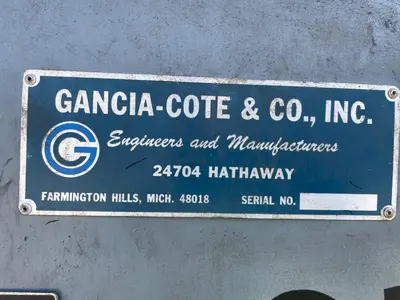 GANCIA-COTE & CO., INC.
Engineers and Manufacturers
24704 HATHAWAY
FARMINGTON HILLS, MICH. 48018 SERIAL NO.